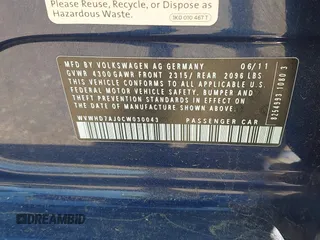 Please Reuse, Recycle, or Dispose as
Hazardous Waste.
MFD. BY VOLKSWAGEN AG GERMANY 06/11
GVWR 4300 GAWR FRONT 2315/ REAR 2096 LBS
THIS VEHICLE CONFORMS TO ALL APPLICABLE U.S.
FEDERAL MOTOR VEHICLE SAFETY, BUMPER AND THEFT
PREVENTION STANDARDS IN EFFECT ON THE DATE
OF MANUFACTURE SHOWN ABOVE.
WVWHD7AJ0CW030043 PASSENGER CAR
DREAMBID